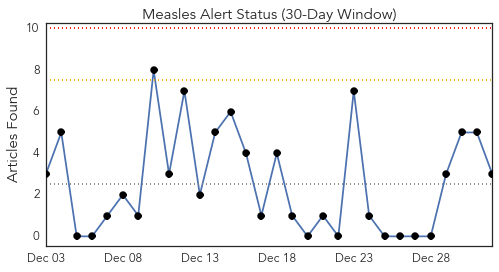 Measles Alert Status (30-Day Window)
Articles Found
10
8
6
4
2
0
Dec 03 Dec 08 Dec 13 Dec 18 Dec 23 Dec 28